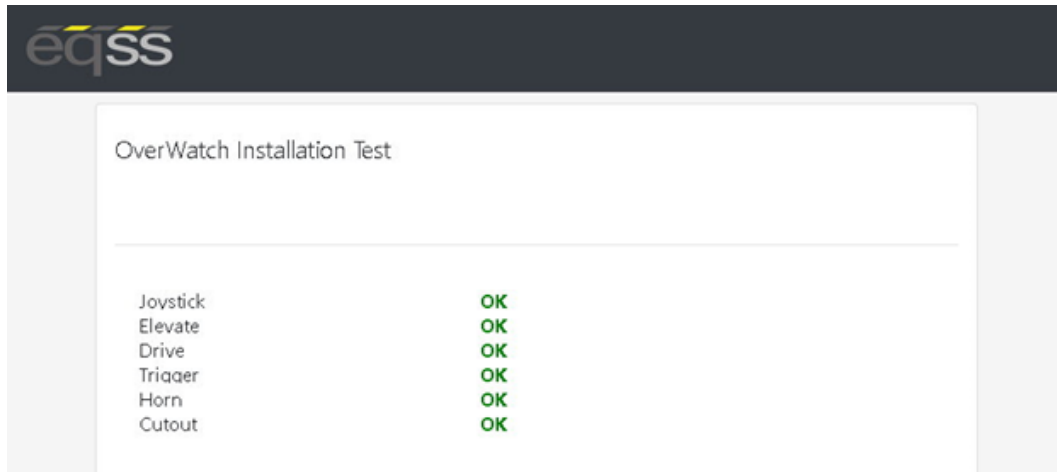 eqss
OverWatch Installation Test
Joystick OK
Elevate OK
Drive OK
Trigger OK
Horn OK
Cutout OK